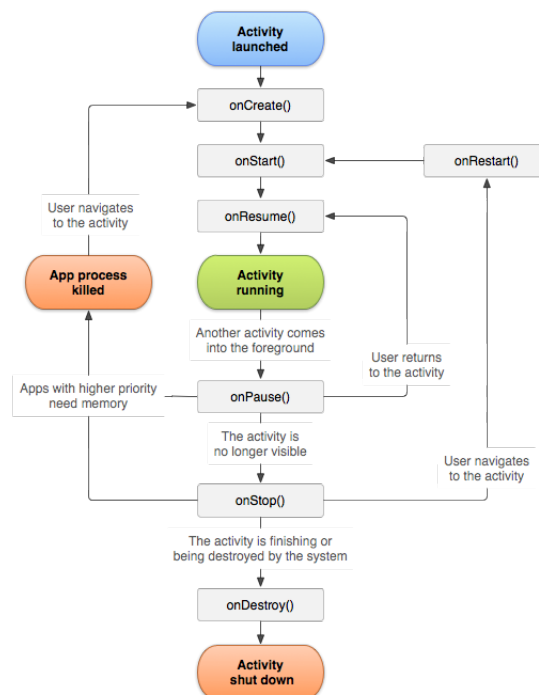 Activity
launched
onCreate()
onStart()
onRestart()
User navigates
to the activity
onResume()
App process
killed
Activity
running
Another activity comes
into the foreground
User returns
to the activity
Apps with higher priority
need memory
onPause()
The activity is
no longer visible
User navigates
to the activity
onStop()
The activity is finishing or
being destroyed by the system
onDestroy()
Activity
shut down